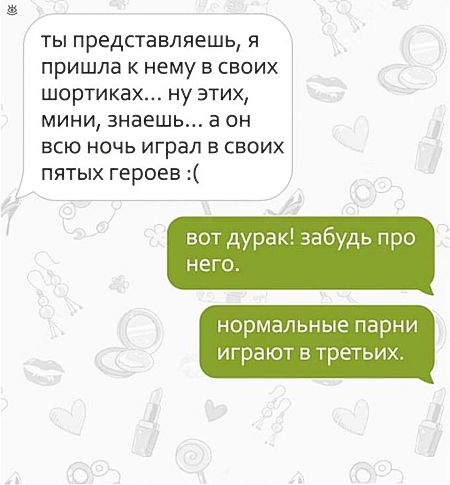 ты представляешь, я
пришла к нему в своих
шортиках... ну этих,
мини, знаешь... а он
всю ночь играл в своих
пятых героев :(
вот дурак! забудь про
него.
нормальные парни
играют в третьих.